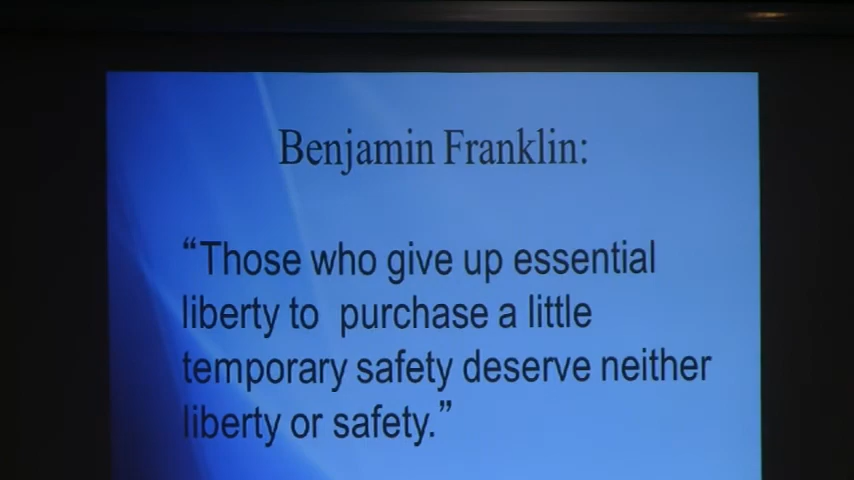 Benjamin Franklin:
“Those who give up essential
liberty to purchase a little
temporary safety deserve neither
liberty or safety.”